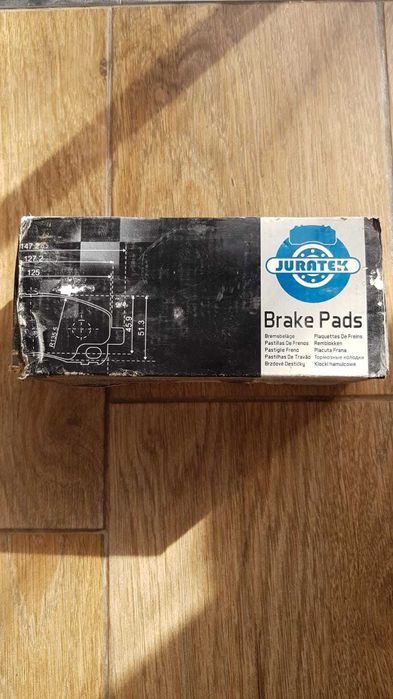 147.2
127.2
125
45.9
51.3
JURATEK
Brake Pads
Bremsbeläge Plaquettes De Freins
Pastillas De Frenos Remblokken
Pastiglie Freno Placuta Frana
Pastilhas De Travão Тормозные колодки
Brzdové Destičky Klocki hamulcowe